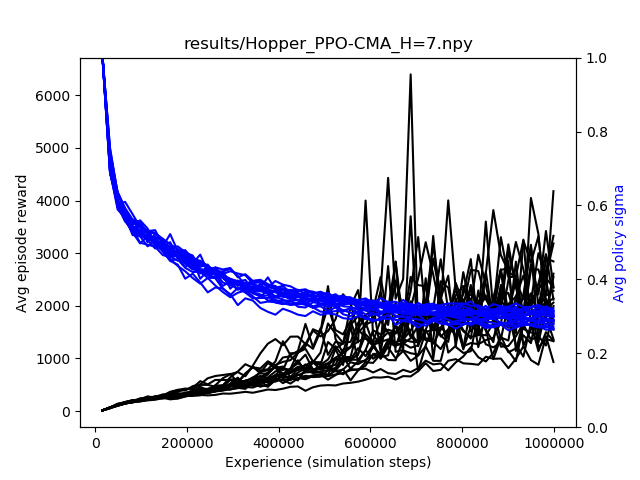 results/Hopper_PPO-CMA_H=7.npy
Avg episode reward
6000
5000
4000
3000
2000
1000
0
1.0
0.8
0.6
0.4
0.2
0.0
Avg policy sigma
0 200000 400000 600000 800000 1000000
Experience (simulation steps)